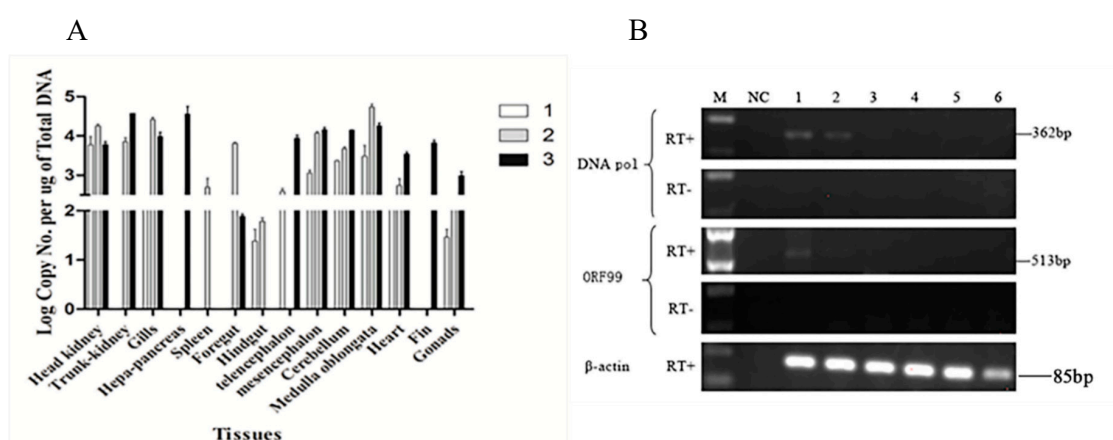 A
B
Log Copy No. per ug of Total DNA
5
4
3
2
1
0
Head kidney
Trunk-kidney
Gills
Hepa-pancreas
Spleen
Foregut
Hindgut
telencephalon
mesencephalon
Cerebellum
Medulla oblongata
Heart
Fin
Gonads
Tissues
1
2
3
M NC 1 2 3 4 5 6
DNA pol
RT+
362bp
RT-
ORF99
RT+
513bp
RT-
β-actin RT+
85bp